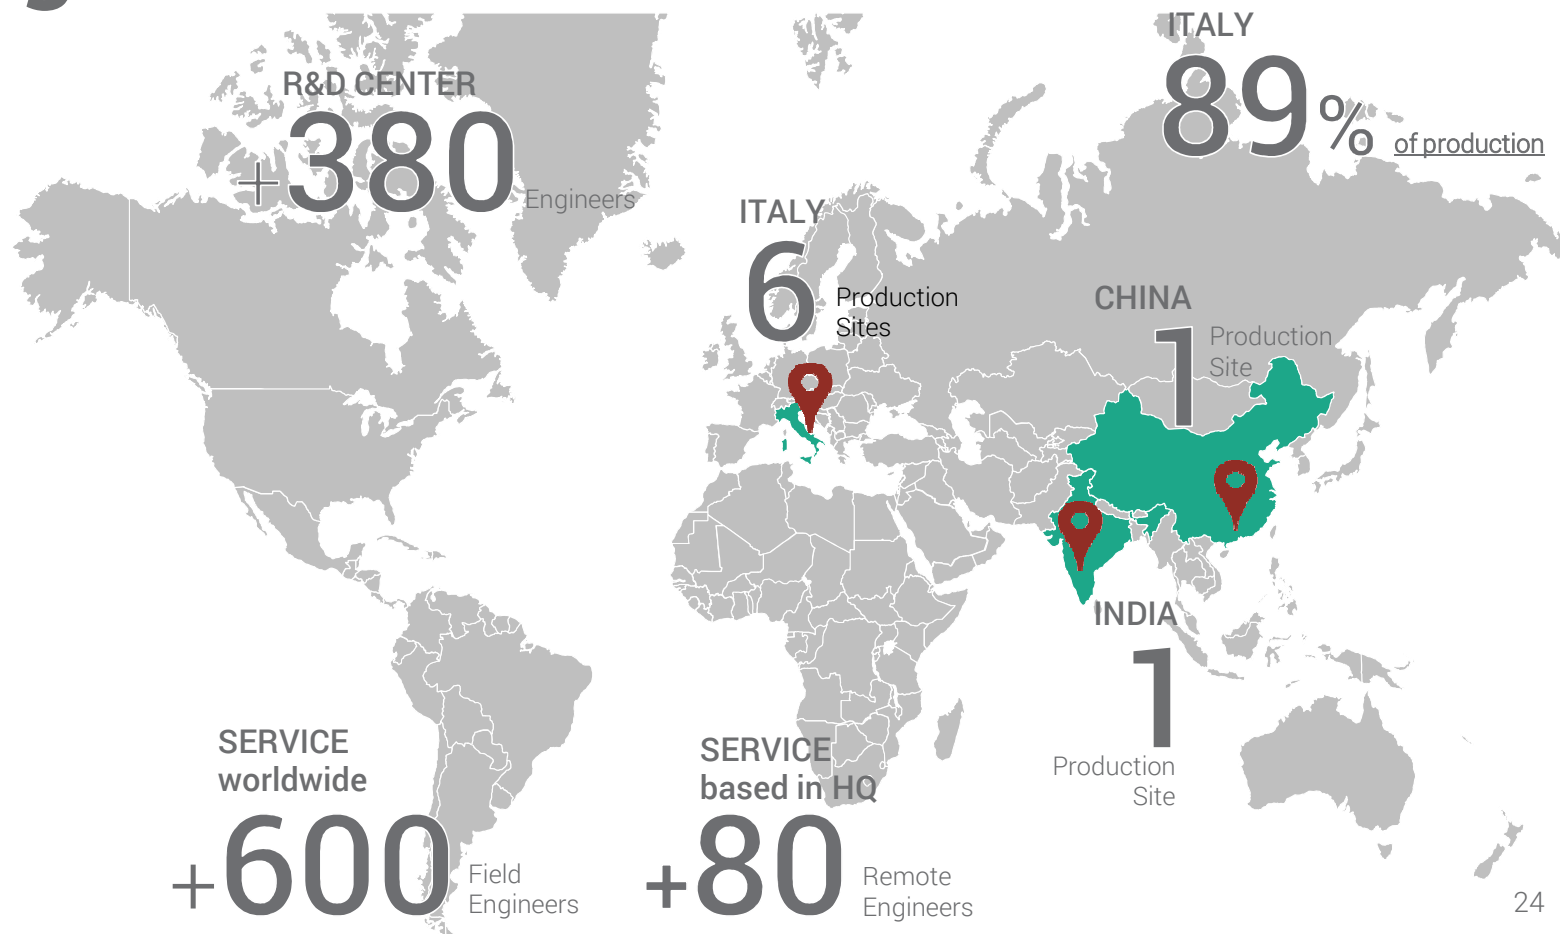 R&D CENTER
+380 Engineers
ITALY
89% of production
ITALY
6 Production
Sites
CHINA
1 Production
Site
INDIA
1
Production
Site
SERVICE
worldwide
+600 Field
Engineers
SERVICE
based in HQ
+80 Remote
Engineers
24